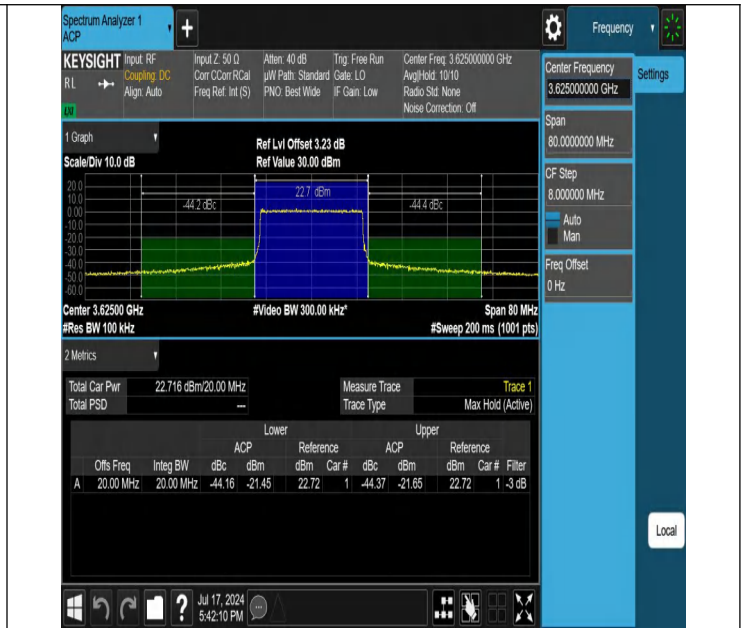 Spectrum Analyzer 1
ACP
+
Frequency
KEYSIGHT
RL
Input: RF
Coupling: DC
Align: Auto
Input Z: 50 Ω
Corr CCorr RCal
Freq Ref: Int (S)
Atten: 40 dB
µW Path: Standard
PNO: Best Wide
Trig: Free Run
Gate: LO
IF Gain: Low
Center Freq: 3.625000000 GHz
Avg|Hold: 10/10
Radio Std: None
Noise Correction: Off
Center Frequency
3.625000000 GHz
Settings
Span
80.0000000 MHz
CF Step
8.000000 MHz
Auto
Man
Freq Offset
0 Hz
1 Graph
Scale/Div 10.0 dB
Ref Lvl Offset 3.23 dB
Ref Value 30.00 dBm
20.0
10.0
0.00
-10.0
-20.0
-30.0
-40.0
-50.0
-60.0
-44.2 dBc
22.7 dBm
-44.4 dBc
Center 3.62500 GHz
#Video BW 300.00 kHz*
Span 80 MHz
#Res BW 100 kHz
#Sweep 200 ms (1001 pts)
2 Metrics
Total Car Pwr 22.716 dBm/20.00 MHz
Total PSD ---
Measure Trace Trace 1
Trace Type Max Hold (Active)
Lower Upper
ACP Reference ACP Reference
Offs Freq Integ BW dBc dBm dBm Car # dBc dBm dBm Car # Filter
A 20.00 MHz 20.00 MHz -44.16 -21.45 22.72 1 -44.37 -21.65 22.72 1 -3 dB
Local
?
Jul 17, 2024
5:42:10 PM